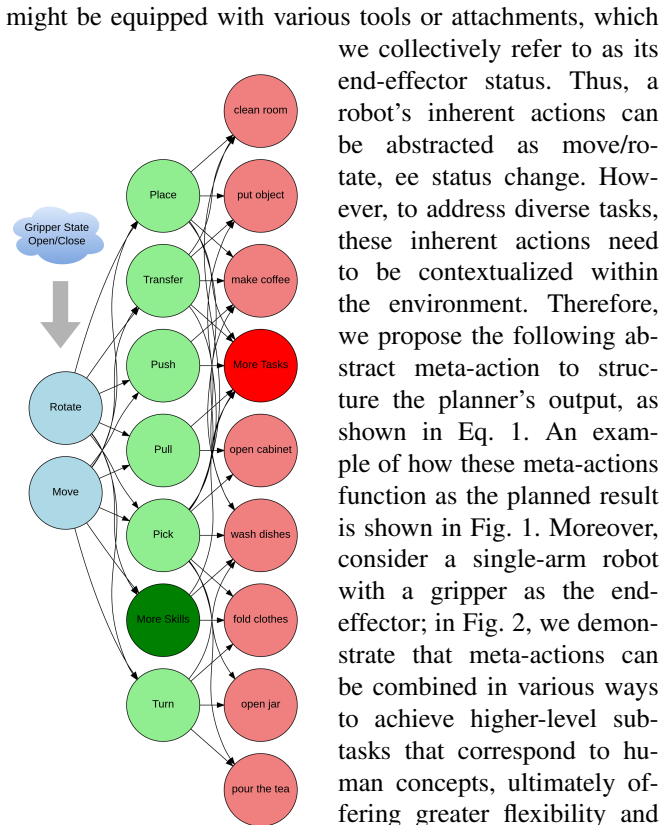 might be equipped with various tools or attachments, which
we collectively refer to as its
end-effector status. Thus, a
robot's inherent actions can
be abstracted as move/ro-
tate, ee status change. How-
ever, to address diverse tasks,
these inherent actions need
to be contextualized within
the environment. Therefore,
we propose the following ab-
stract meta-action to struc-
ture the planner's output, as
shown in Eq. 1. An exam-
ple of how these meta-actions
function as the planned result
is shown in Fig. 1. Moreover,
consider a single-arm robot
with a gripper as the end-
effector; in Fig. 2, we demon-
strate that meta-actions can
be combined in various ways
to achieve higher-level sub-
tasks that correspond to hu-
man concepts, ultimately of-
fering greater flexibility and
Gripper State
Open/Close
Rotate
Move
Place
Transfer
Push
Pull
Pick
More Skills
Turn
clean room
put object
make coffee
More Tasks
open cabinet
wash dishes
fold clothes
open jar
pour the tea